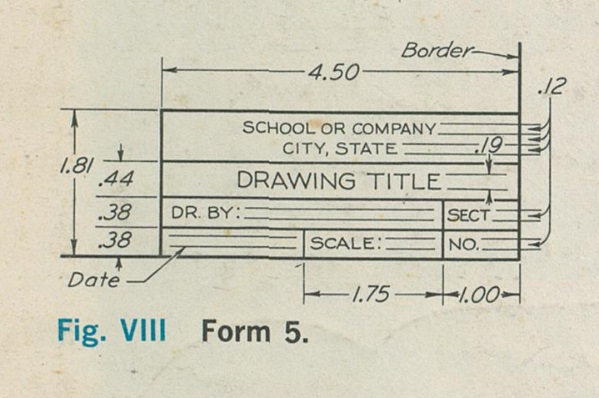 Border
4.50
.12
SCHOOL OR COMPANY
CITY, STATE
.19
1.81
.44
DRAWING TITLE
.38
DR. BY:
SECT
.38
SCALE:
NO.
Date
1.75
1.00
Fig. VIII Form 5.